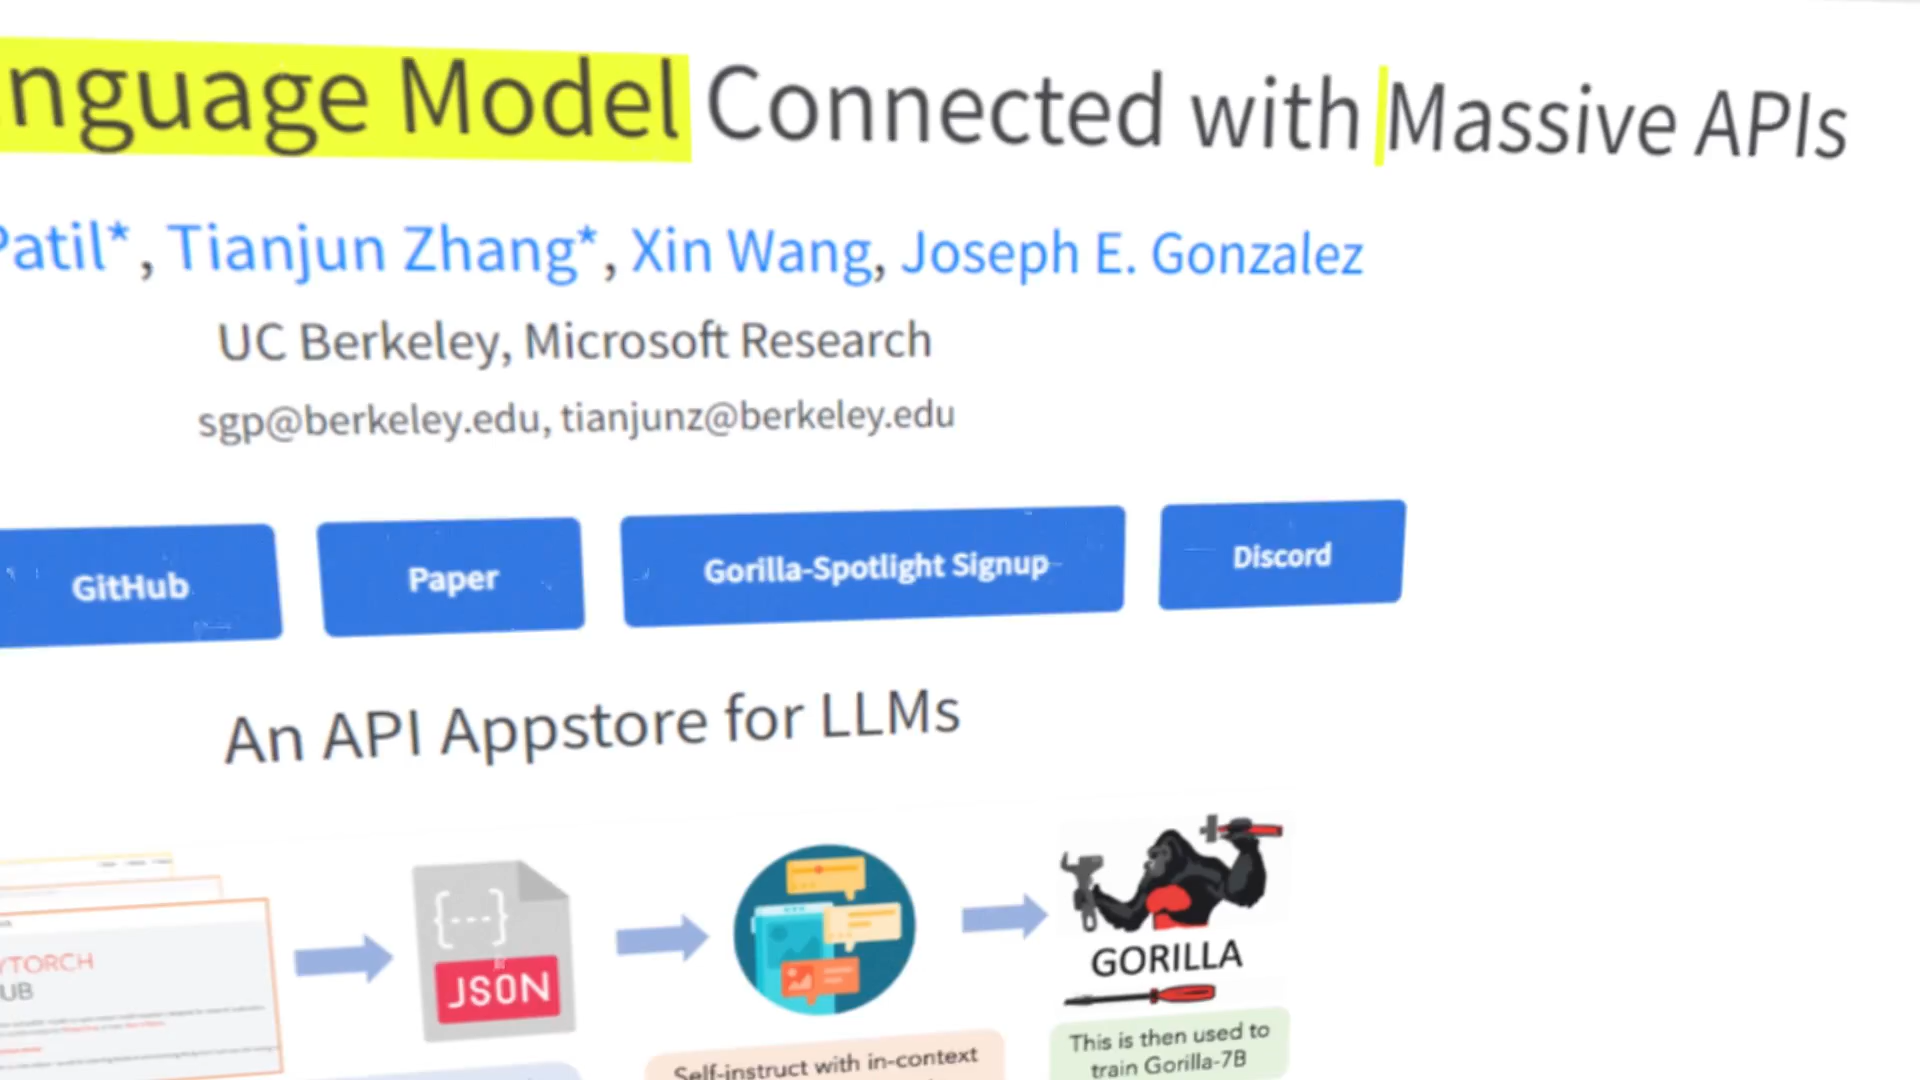 nguage Model Connected with Massive APIs
Patil*, Tianjun Zhang*, Xin Wang, Joseph E. Gonzalez
UC Berkeley, Microsoft Research
sgp@berkeley.edu, tianjunz@berkeley.edu
GitHub
Paper
Gorilla-Spotlight Signup
Discord
An API Appstore for LLMs
YTORCH
UB
{---}
JSON
GORILLA
Self-instruct with in-context
This is then used to
train Gorilla-7B